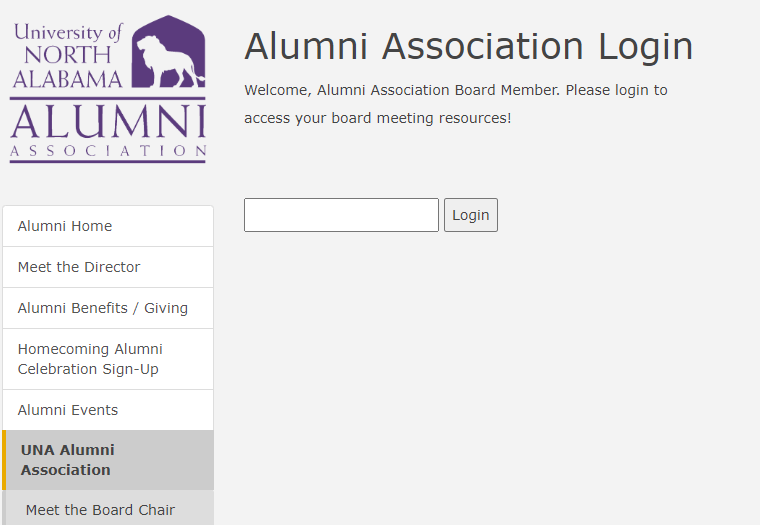 University of
NORTH
ALABAMA
ALUMNI
ASSOCIATION
Alumni Home
Meet the Director
Alumni Benefits / Giving
Homecoming Alumni
Celebration Sign-Up
Alumni Events
UNA Alumni
Association
Meet the Board Chair
Alumni Association Login
Welcome, Alumni Association Board Member. Please login to
access your board meeting resources!
Login